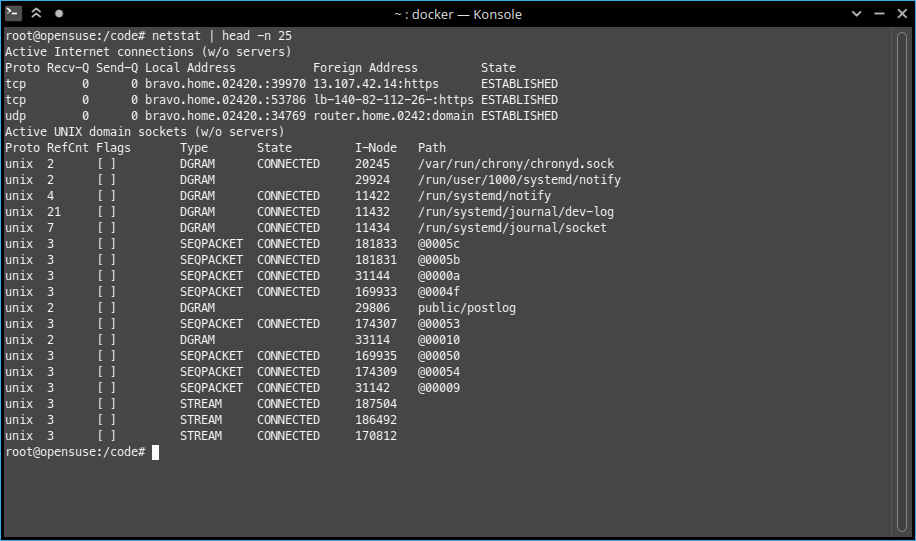 ~ : docker — Konsole
root@opensuse:/code# netstat | head -n 25
Active Internet connections (w/o servers)
Proto Recv-Q Send-Q Local Address           Foreign Address         State
tcp        0      0 bravo.home.02420.:39970 13.107.42.14:https      ESTABLISHED
tcp        0      0 bravo.home.02420.:53786 lb-140-82-112-26-:https ESTABLISHED
udp        0      0 bravo.home.02420.:34769 router.home.0242:domain ESTABLISHED
Active UNIX domain sockets (w/o servers)
Proto RefCnt Flags       Type       State         I-Node   Path
unix  2      [ ]         DGRAM      CONNECTED     20245    /var/run/chrony/chronyd.sock
unix  2      [ ]         DGRAM                    29924    /run/user/1000/systemd/notify
unix  4      [ ]         DGRAM      CONNECTED     11422    /run/systemd/notify
unix  21     [ ]         DGRAM      CONNECTED     11432    /run/systemd/journal/dev-log
unix  7      [ ]         DGRAM      CONNECTED     11434    /run/systemd/journal/socket
unix  3      [ ]         SEQPACKET  CONNECTED     181833   @0005c
unix  3      [ ]         SEQPACKET  CONNECTED     181831   @0005b
unix  3      [ ]         SEQPACKET  CONNECTED     31144    @0000a
unix  3      [ ]         SEQPACKET  CONNECTED     169933   @0004f
unix  2      [ ]         DGRAM                    29806    public/postlog
unix  3      [ ]         SEQPACKET  CONNECTED     174307   @00053
unix  2      [ ]         DGRAM                    33114    @00010
unix  3      [ ]         SEQPACKET  CONNECTED     169935   @00050
unix  3      [ ]         SEQPACKET  CONNECTED     174309   @00054
unix  3      [ ]         SEQPACKET  CONNECTED     31142    @00009
unix  3      [ ]         STREAM     CONNECTED     187504
unix  3      [ ]         STREAM     CONNECTED     186492
unix  3      [ ]         STREAM     CONNECTED     170812
root@opensuse:/code#